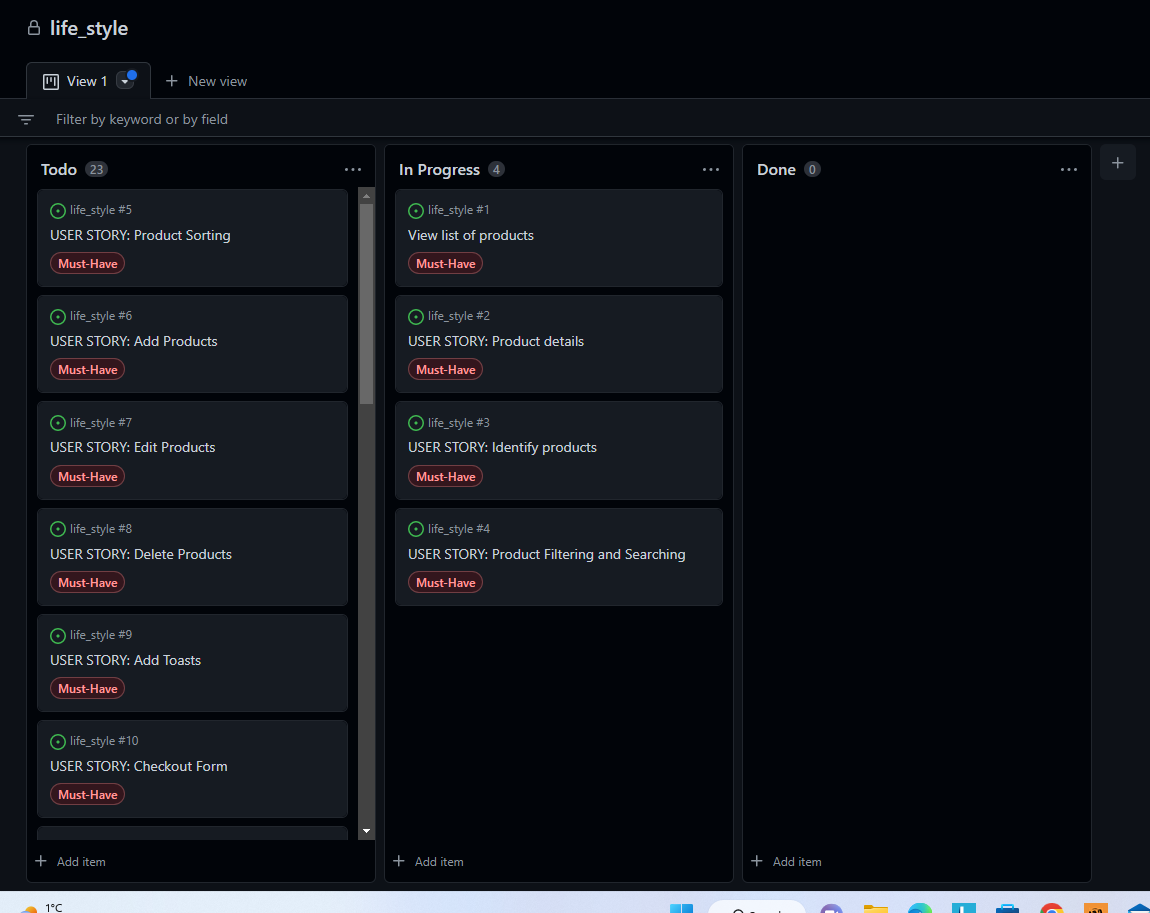 life_style
View 1
New view
Filter by keyword or by field
Todo 23
life_style #5
USER STORY: Product Sorting
Must-Have
life_style #6
USER STORY: Add Products
Must-Have
life_style #7
USER STORY: Edit Products
Must-Have
life_style #8
USER STORY: Delete Products
Must-Have
life_style #9
USER STORY: Add Toasts
Must-Have
life_style #10
USER STORY: Checkout Form
Must-Have
Add item
In Progress 4
life_style #1
View list of products
Must-Have
life_style #2
USER STORY: Product details
Must-Have
life_style #3
USER STORY: Identify products
Must-Have
life_style #4
USER STORY: Product Filtering and Searching
Must-Have
Add item
Done 0
Add item
1°C